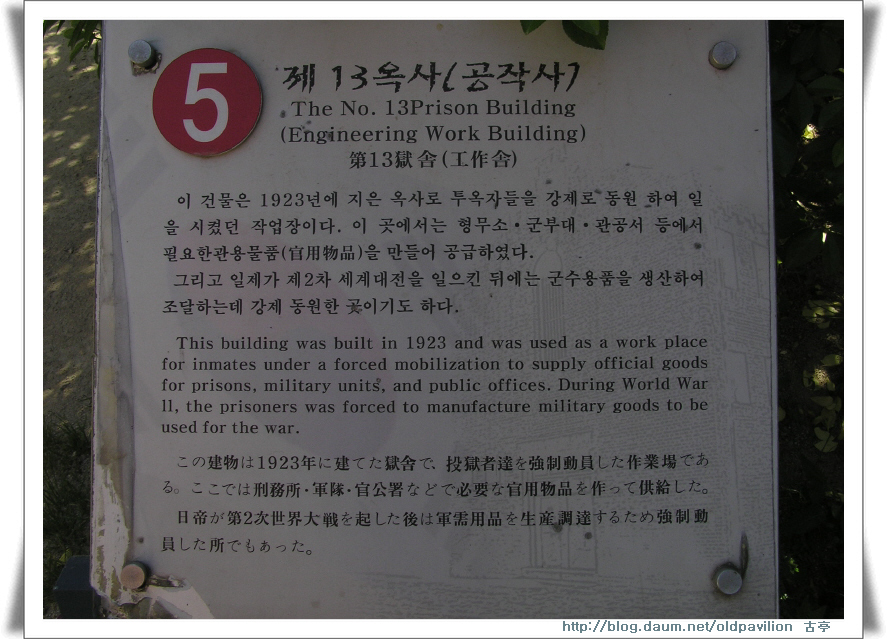 5
제 13옥사(공작사)
The No. 13Prison Building
(Engineering Work Building)
第13獄舍(工作舍)
이 건물은 1923년에 지은 옥사로 투옥자들을 강제로 동원 하여 일
을 시켰던 작업장이다. 이 곳에서는 형무소·군부대·관공서 등에서
필요한관용물품(官用物品)을 만들어 공급하였다.
그리고 일제가 제2차 세계대전을 일으킨 뒤에는 군수용품을 생산하여
조달하는데 강제 동원한 곳이기도 하다.
This building was built in 1923 and was used as a work place
for inmates under a forced mobilization to supply official goods
for prisons, military units, and public offices. During World War
ll, the prisoners was forced to manufacture military goods to be
used for the war.
この建物は1923年に建てた獄舍で、投獄者達を強制動員した作業場であ
る。ここでは刑務所·軍隊·官公署などで必要な官用物品を作って供給した。
日帝が第2次世界大戦を起した後は軍需用品を生産調達するため強制動
員した所でもあった。
http://blog.daum.net/oldpavilion 古亭